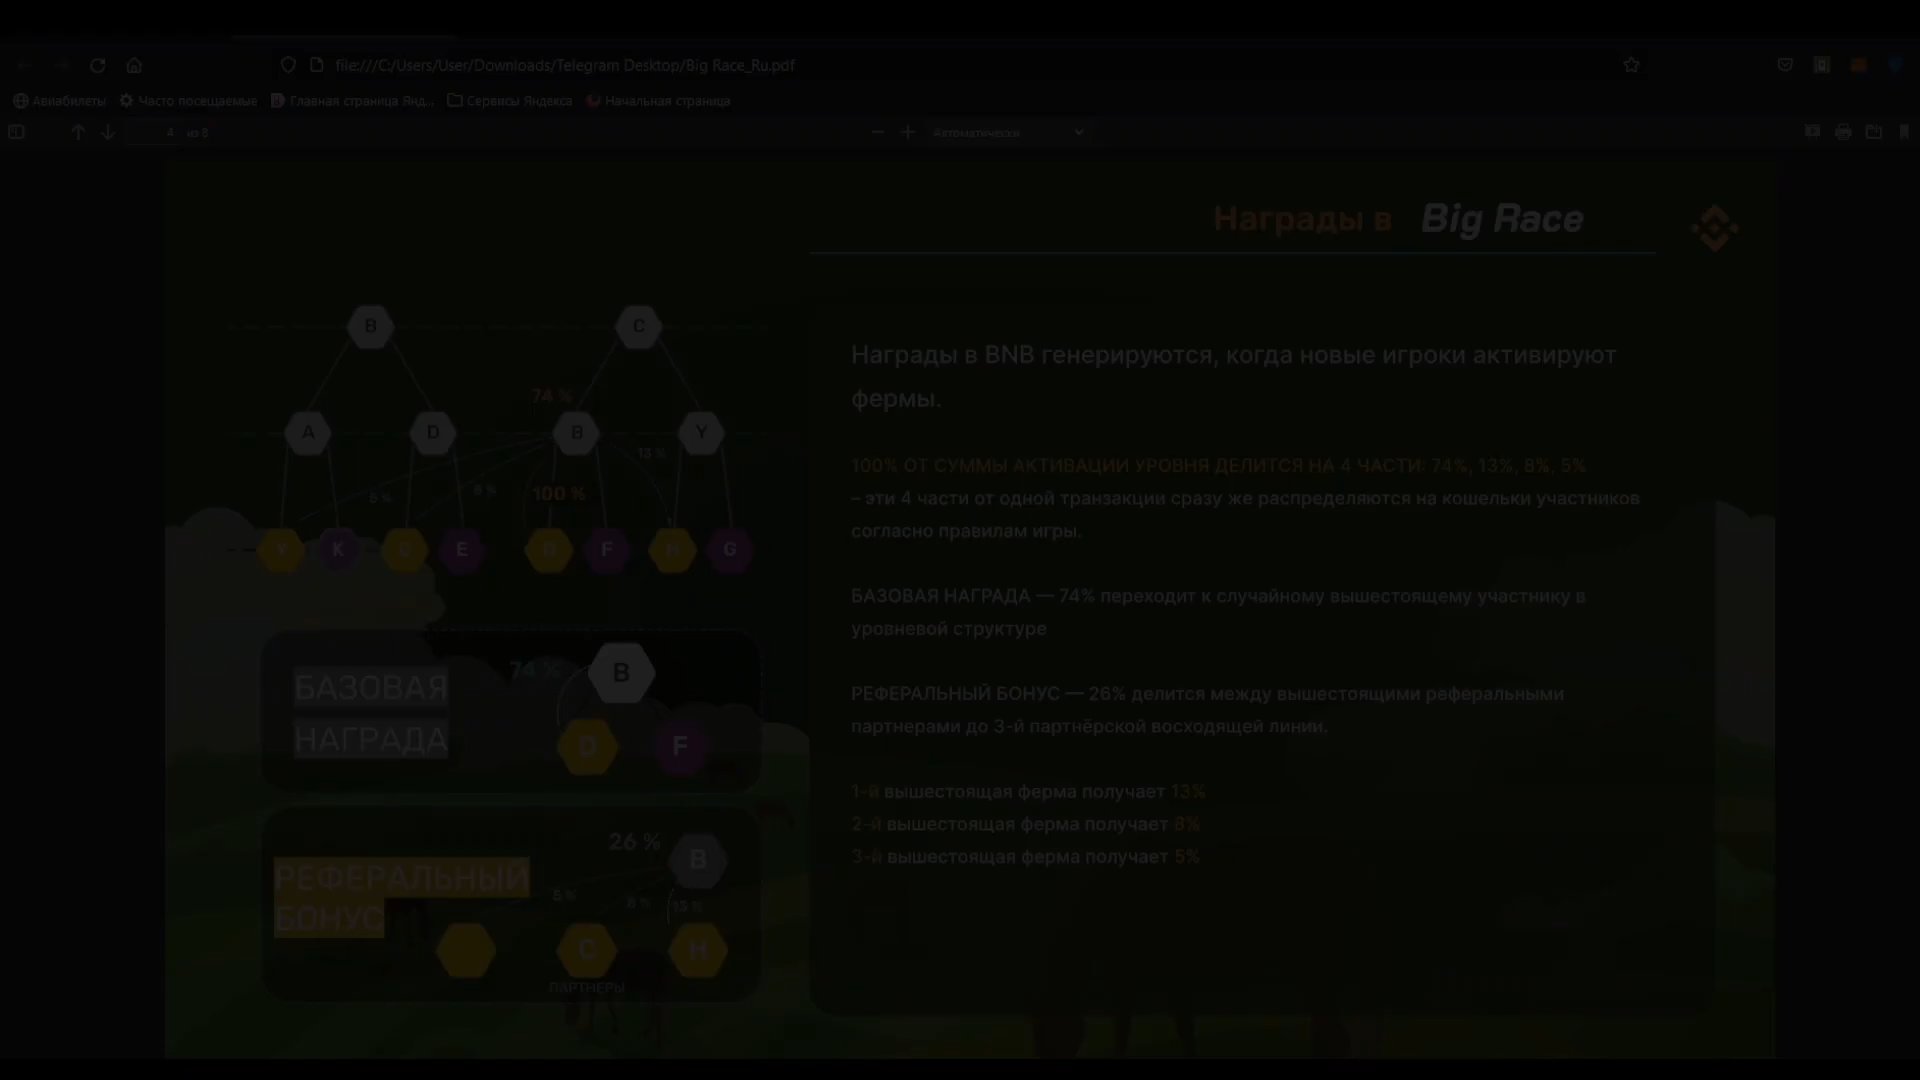 file:///C:/Users/User/Downloads/Telegram Desktop/Big Race_Ru.pdf
Авиабилеты Часто посещаемые Главная страница Янд... Сервисы Яндекса Начальная страница
4 из 8 Автоматически
Награды в Big Race
B C
74 %
A D B Y
13 %
5 % 100 %
K E F G
Награды в BNB генерируются, когда новые игроки активируют
фермы.
100% ОТ СУММЫ АКТИВАЦИИ УРОВНЯ ДЕЛИТСЯ НА 4 ЧАСТИ: 74%, 13%, 8%, 5%
– эти 4 части от одной транзакции сразу же распределяются на кошельки участников
согласно правилам игры.
БАЗОВАЯ НАГРАДА — 74% переходит к случайному вышестоящему участнику в
уровневой структуре
РЕФЕРАЛЬНЫЙ БОНУС — 26% делится между вышестоящими реферальными
партнерами до 3-й партнёрской восходящей линии.
1-й вышестоящая ферма получает 13%
2-й вышестоящая ферма получает 8%
3-й вышестоящая ферма получает 5%
БАЗОВАЯ
НАГРАДА
74 % B
D F
РЕФЕРАЛЬНЫЙ
БОНУС
26 % B
5 % 8 % 13 %
C H
ПАРТНЕРЫ